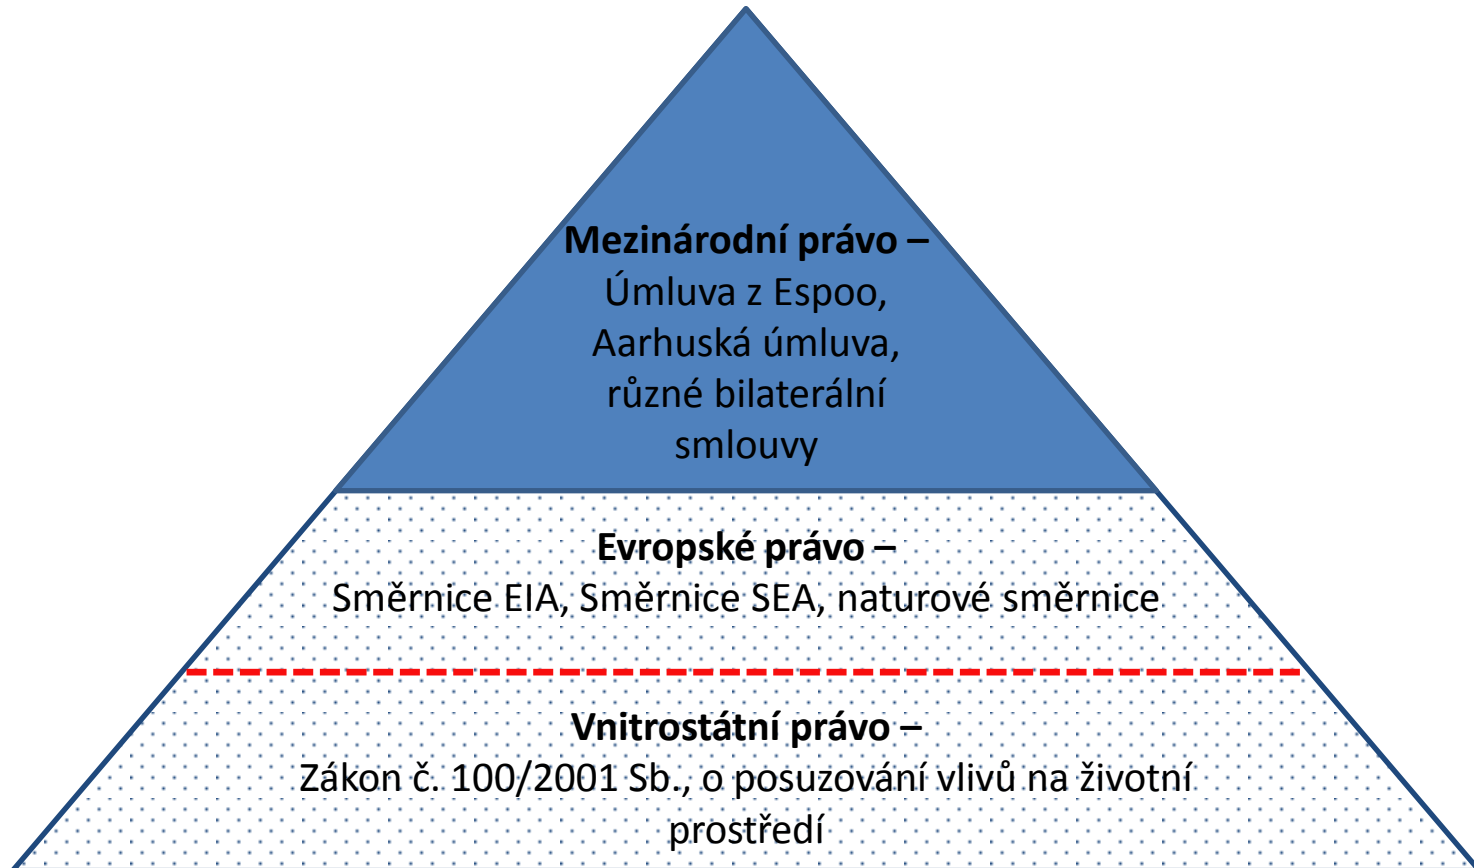 Mezinárodní právo –
Úmluva z Espoo,
Aarhuská úmluva,
různé bilaterální
smlouvy
Evropské právo –
Směrnice EIA, Směrnice SEA, naturové směrnice
Vnitrostátní právo –
Zákon č. 100/2001 Sb., o posuzování vlivů na životní
prostředí